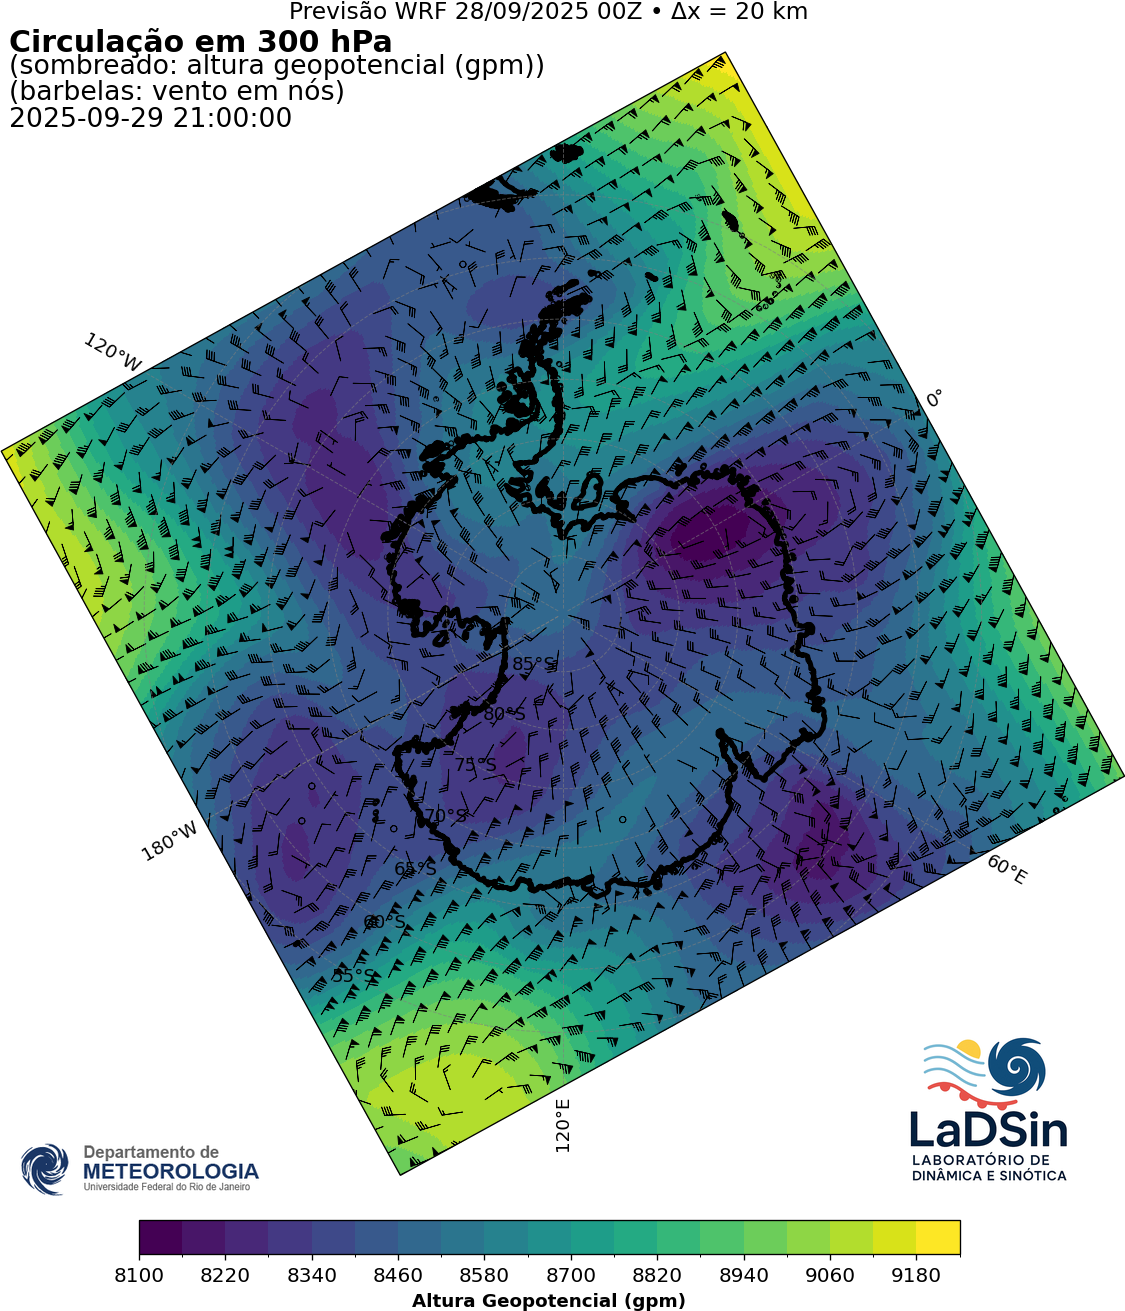 Previsão WRF 28/09/2025 00Z • Δx = 20 km
Circulação em 300 hPa
(sombreado: altura geopotencial (gpm))
(barbelas: vento em nós)
2025-09-29 21:00:00
120°W
0°
85°S
80°S
75°S
70°S
65°S
60°S
55°S
180°W
60°E
120°E
LaDSin
LABORATÓRIO DE
DINÂMICA E SINÓTICA
Departamento de
METEOROLOGIA
Universidade Federal do Rio de Janeiro
8100 8220 8340 8460 8580 8700 8820 8940 9060 9180
Altura Geopotencial (gpm)